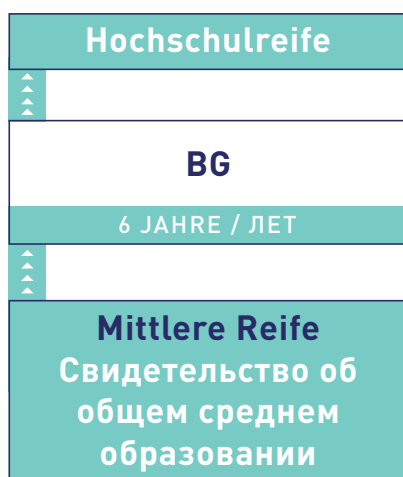 Hochschulreife
BG
6 JAHRE / ЛЕТ
Mittlere Reife
Свидетельство об
общем среднем
образовании